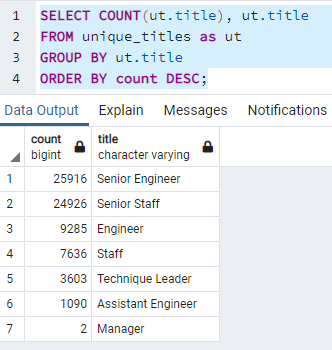 1 SELECT COUNT(ut.title), ut.title
2 FROM unique_titles as ut
3 GROUP BY ut.title
4 ORDER BY count DESC;
Data Output Explain Messages Notifications
count title
bigint character varying
1 25916 Senior Engineer
2 24926 Senior Staff
3 9285 Engineer
4 7636 Staff
5 3603 Technique Leader
6 1090 Assistant Engineer
7 2 Manager